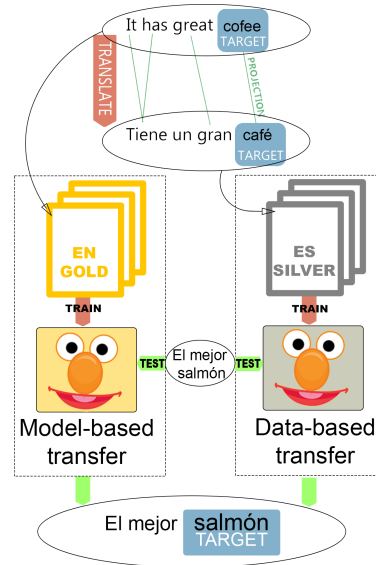 It has great cofee
TARGET
TRANSLATE
PROJECTION
Tiene un gran café
TARGET
EN
GOLD
ES
SILVER
TRAIN
TRAIN
TEST
El mejor
salmón
TEST
Model-based
transfer
Data-based
transfer
El mejor salmón
TARGET